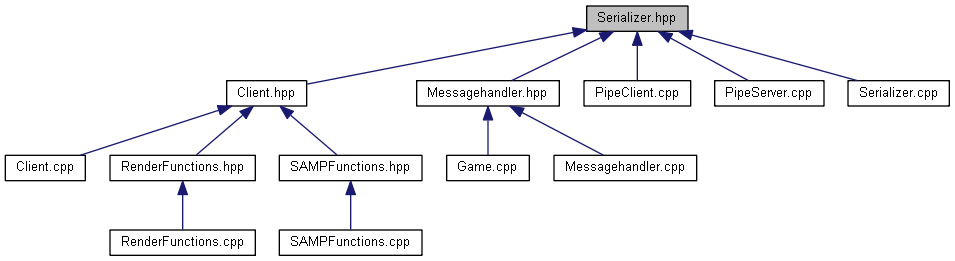 Serializer.hpp
Client.hpp
Messagehandler.hpp
PipeClient.cpp
PipeServer.cpp
Serializer.cpp
Client.cpp
RenderFunctions.hpp
SAMPFunctions.hpp
Game.cpp
Messagehandler.cpp
RenderFunctions.cpp
SAMPFunctions.cpp